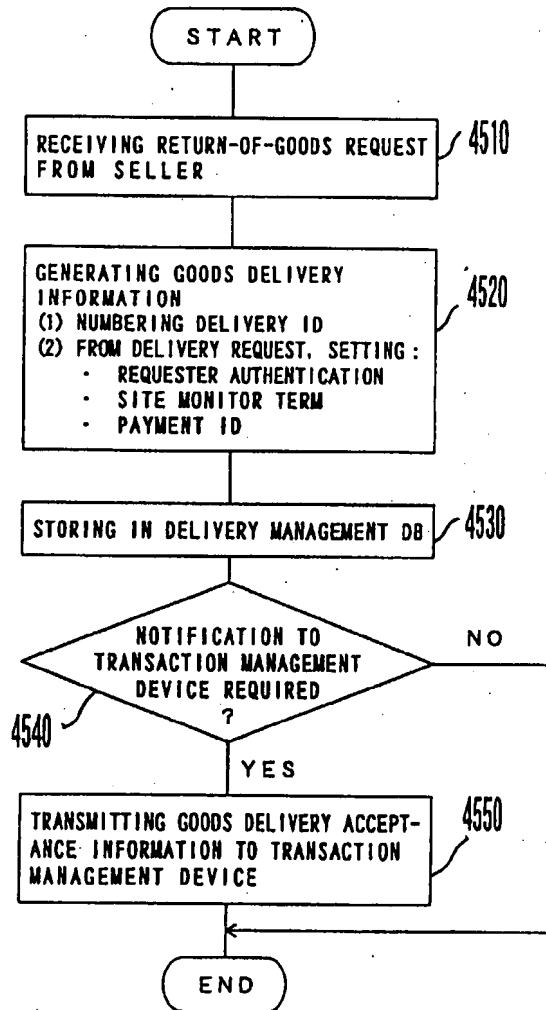 START
RECEIVING RETURN-OF-GOODS REQUEST
FROM SELLER
4510
GENERATING GOODS DELIVERY
INFORMATION
(1) NUMBERING DELIVERY ID
(2) FROM DELIVERY REQUEST, SETTING:
· REQUESTER AUTHENTICATION
· SITE MONITOR TERM
· PAYMENT ID
4520
STORING IN DELIVERY MANAGEMENT DB
4530
NOTIFICATION TO
TRANSACTION MANAGEMENT
DEVICE REQUIRED
?
NO
4540
YES
TRANSMITTING GOODS DELIVERY ACCEPT-
ANCE INFORMATION TO TRANSACTION
MANAGEMENT DEVICE
4550
END